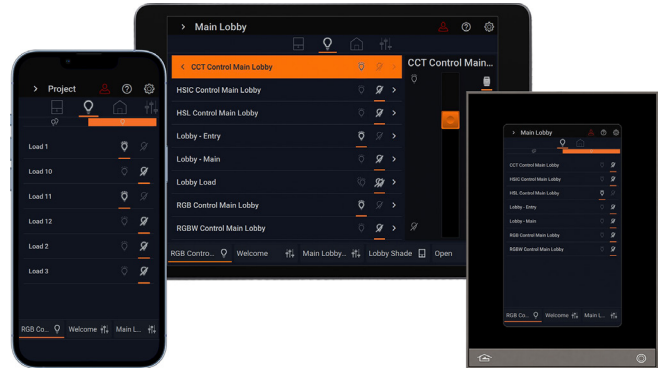 Project
Load 1
Load 10
Load 11
Load 12
Load 2
Load 3
RGB Co... Welcome Main L...
Main Lobby
CCT Control Main Lobby
HSIC Control Main Lobby
HSL Control Main Lobby
Lobby - Entry
Lobby - Main
Lobby Load
RGB Control Main Lobby
RGBW Control Main Lobby
CCT Control Main...
RGB Contro... Welcome Main Lobby... Lobby Shade Open
Main Lobby
CCT Control Main Lobby
HSIC Control Main Lobby
HSL Control Main Lobby
Lobby - Entry
Lobby - Main
RGB Control Main Lobby
RGBW Control Main Lobby
RGB Co... Welcome Main L...